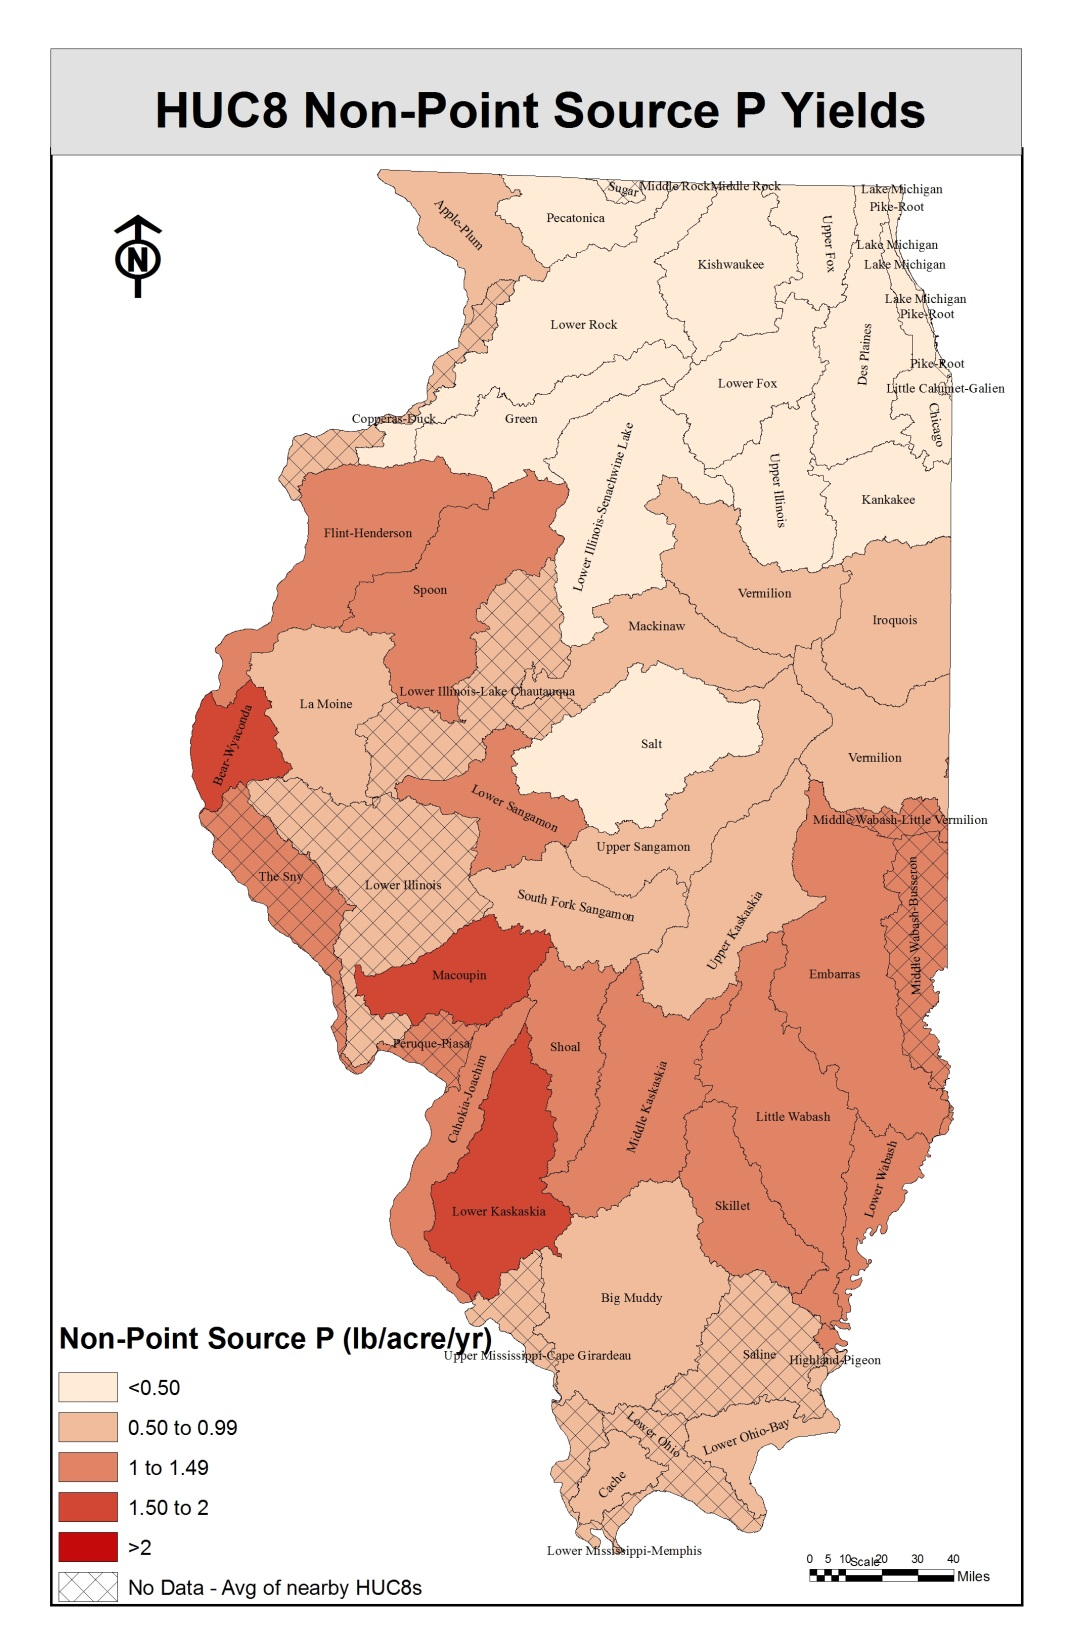 HUC8 Non-Point Source P Yields
N
Apple-Plum
Pecatonica
Sugar
Middle Rock
Middle Rock
Lake Michigan
Pike-Root
Kishwaukee
Upper Fox
Lake Michigan
Lake Michigan
Lake Michigan
Pike-Root
Lower Rock
Des Plaines
Pike-Root
Lower Fox
Little Calumet-Galien
Copperas-Duck
Green
Chicago
Lower Illinois-Senachwine Lake
Upper Illinois
Kankakee
Flint-Henderson
Spoon
Vermilion
Iroquois
Mackinaw
Lower Illinois-Lake Chautauqua
La Moine
Bear-Wyaconda
Salt
Vermilion
Lower Sangamon
Middle Wabash-Little Vermilion
Upper Sangamon
The Sny
Lower Illinois
South Fork Sangamon
Upper Kaskaskia
Middle Wabash-Busseron
Macoupin
Embarras
Peruque-Piasa
Shoal
Cahokia-Joachim
Middle Kaskaskia
Little Wabash
Lower Wabash
Lower Kaskaskia
Skillet
Big Muddy
Upper Mississippi-Cape Girardeau
Saline
Highland-Pigeon
Lower Ohio
Lower Ohio-Bay
Cache
Lower Mississippi-Memphis
Non-Point Source P (lb/acre/yr)
<0.50
0.50 to 0.99
1 to 1.49
1.50 to 2
>2
No Data - Avg of nearby HUC8s
Scale
0 5 10 20 30 40
Miles